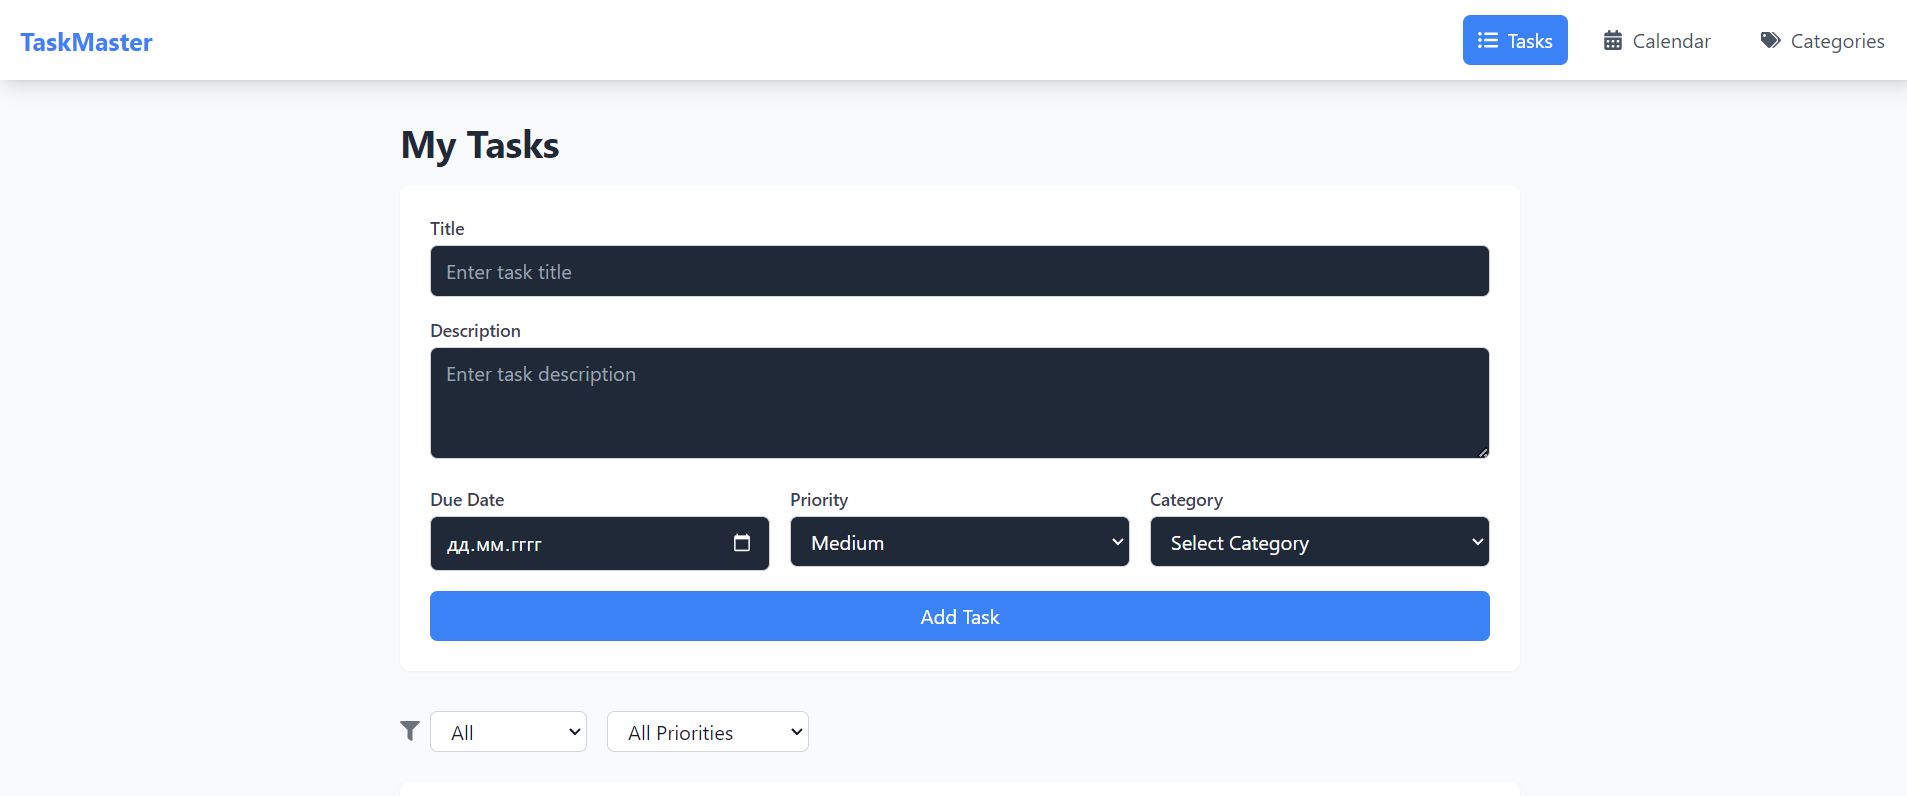 TaskMaster
Tasks
Calendar
Categories
My Tasks
Title
Enter task title
Description
Enter task description
Due Date
Priority
Category
дд.мм.гггг
Medium
Select Category
Add Task
All
All Priorities